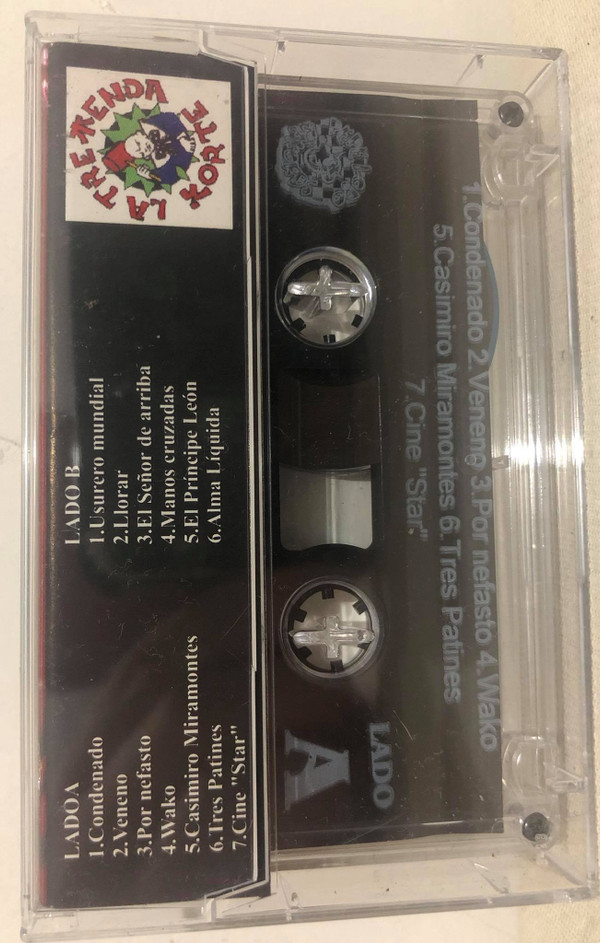 LA TREMENDA
KORTE
LADO A
1.Condenado
2.Veneno
3.Por nefasto
4.Wako
5.Casimiro Miramontes
6.Tres Patines
7.Cine "Star"
LADO B
1.Usurero mundial
2.Llorar
3.El Señor de arriba
4.Manos cruzadas
5.El Príncipe León
6.Alma Líquida
1.Condenado 2.Veneno 3.Por nefasto 4.Wako
5.Casimiro Miramontes 6.Tres Patines
7.Cine "Star"
LADO
A